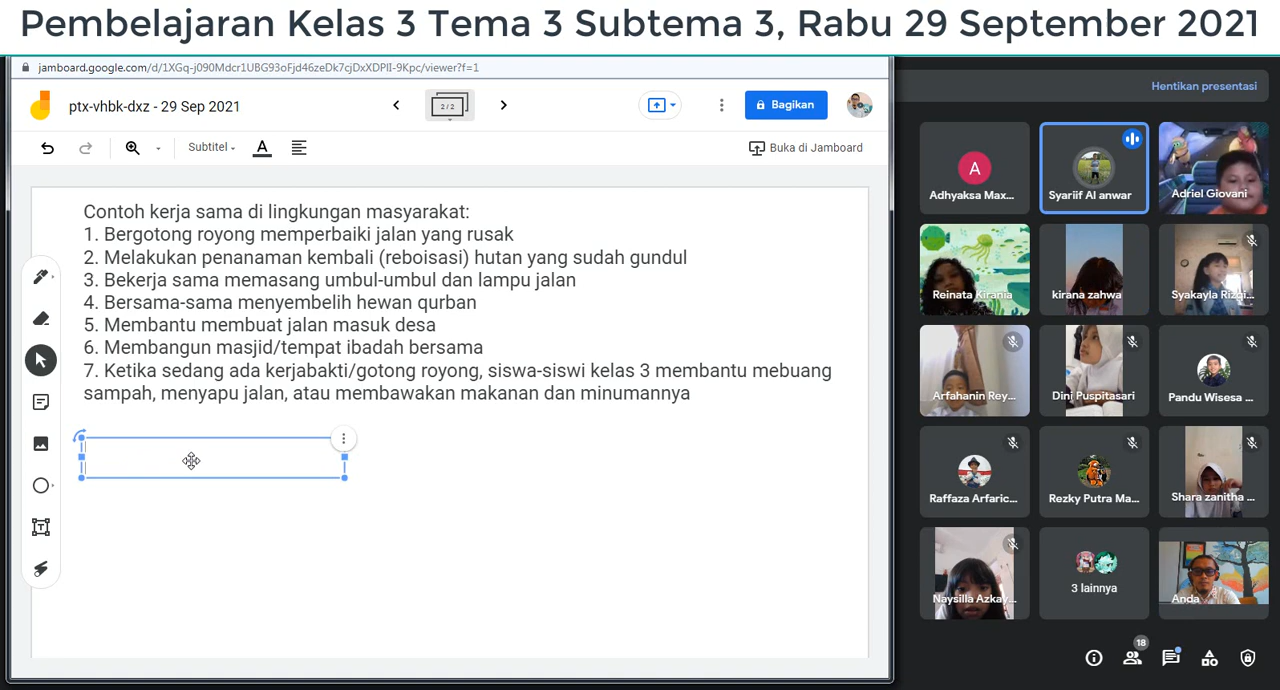 Pembelajaran Kelas 3 Tema 3 Subtema 3, Rabu 29 September 2021
jamboard.google.com/d/1XGq-j090Mdcr1UBG93oFjd46zeDk7cjDxXDPlI-9Kpc/viewer?f=1
Hentikan presentasi
ptx-vhbk-dxz - 29 Sep 2021
2 / 2
Bagikan
Subtitel
A
Buka di Jamboard
Contoh kerja sama di lingkungan masyarakat:
1. Bergotong royong memperbaiki jalan yang rusak
2. Melakukan penanaman kembali (reboisasi) hutan yang sudah gundul
3. Bekerja sama memasang umbul-umbul dan lampu jalan
4. Bersama-sama menyembelih hewan qurban
5. Membantu membuat jalan masuk desa
6. Membangun masjid/tempat ibadah bersama
7. Ketika sedang ada kerjabakti/gotong royong, siswa-siswi kelas 3 membantu mebuang
sampah, menyapu jalan, atau membawakan makanan dan minumannya
A
Adhyaksa Max...
Syariif Al anwar
Adriel Giovani
Reinata Kirania
kirana zahwa
Syakayla Rizqi...
Arfahanin Rey...
Dini Puspitasari
Pandu Wisesa ...
Raffaza Arfaric...
Rezky Putra Ma...
Shara zanitha ...
Naysilla Azkay...
3 lainnya
Anda
18